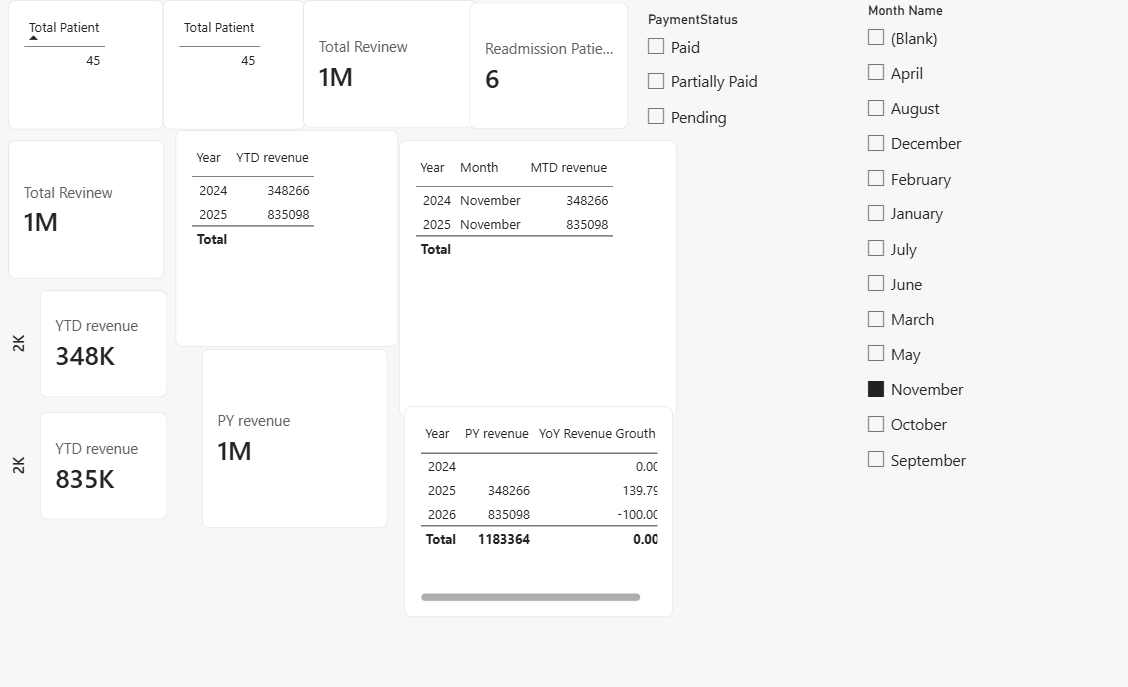 Total Patient
45
Total Patient
45
Total Revinew
1M
Readmission Patie...
6
PaymentStatus
Paid
Partially Paid
Pending
Month Name
(Blank)
April
August
December
February
January
July
June
March
May
November
October
September
Total Revinew
1M
Year YTD revenue
2024 348266
2025 835098
Total
Year Month MTD revenue
2024 November 348266
2025 November 835098
Total
2K
YTD revenue
348K
2K
YTD revenue
835K
PY revenue
1M
Year PY revenue YoY Revenue Grouth
2024 0.00
2025 348266 139.79
2026 835098 -100.00
Total 1183364 0.00